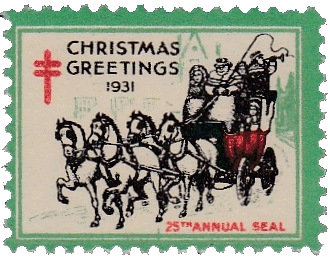 CHRISTMAS
GREETINGS
1931
25TH ANNUAL SEAL